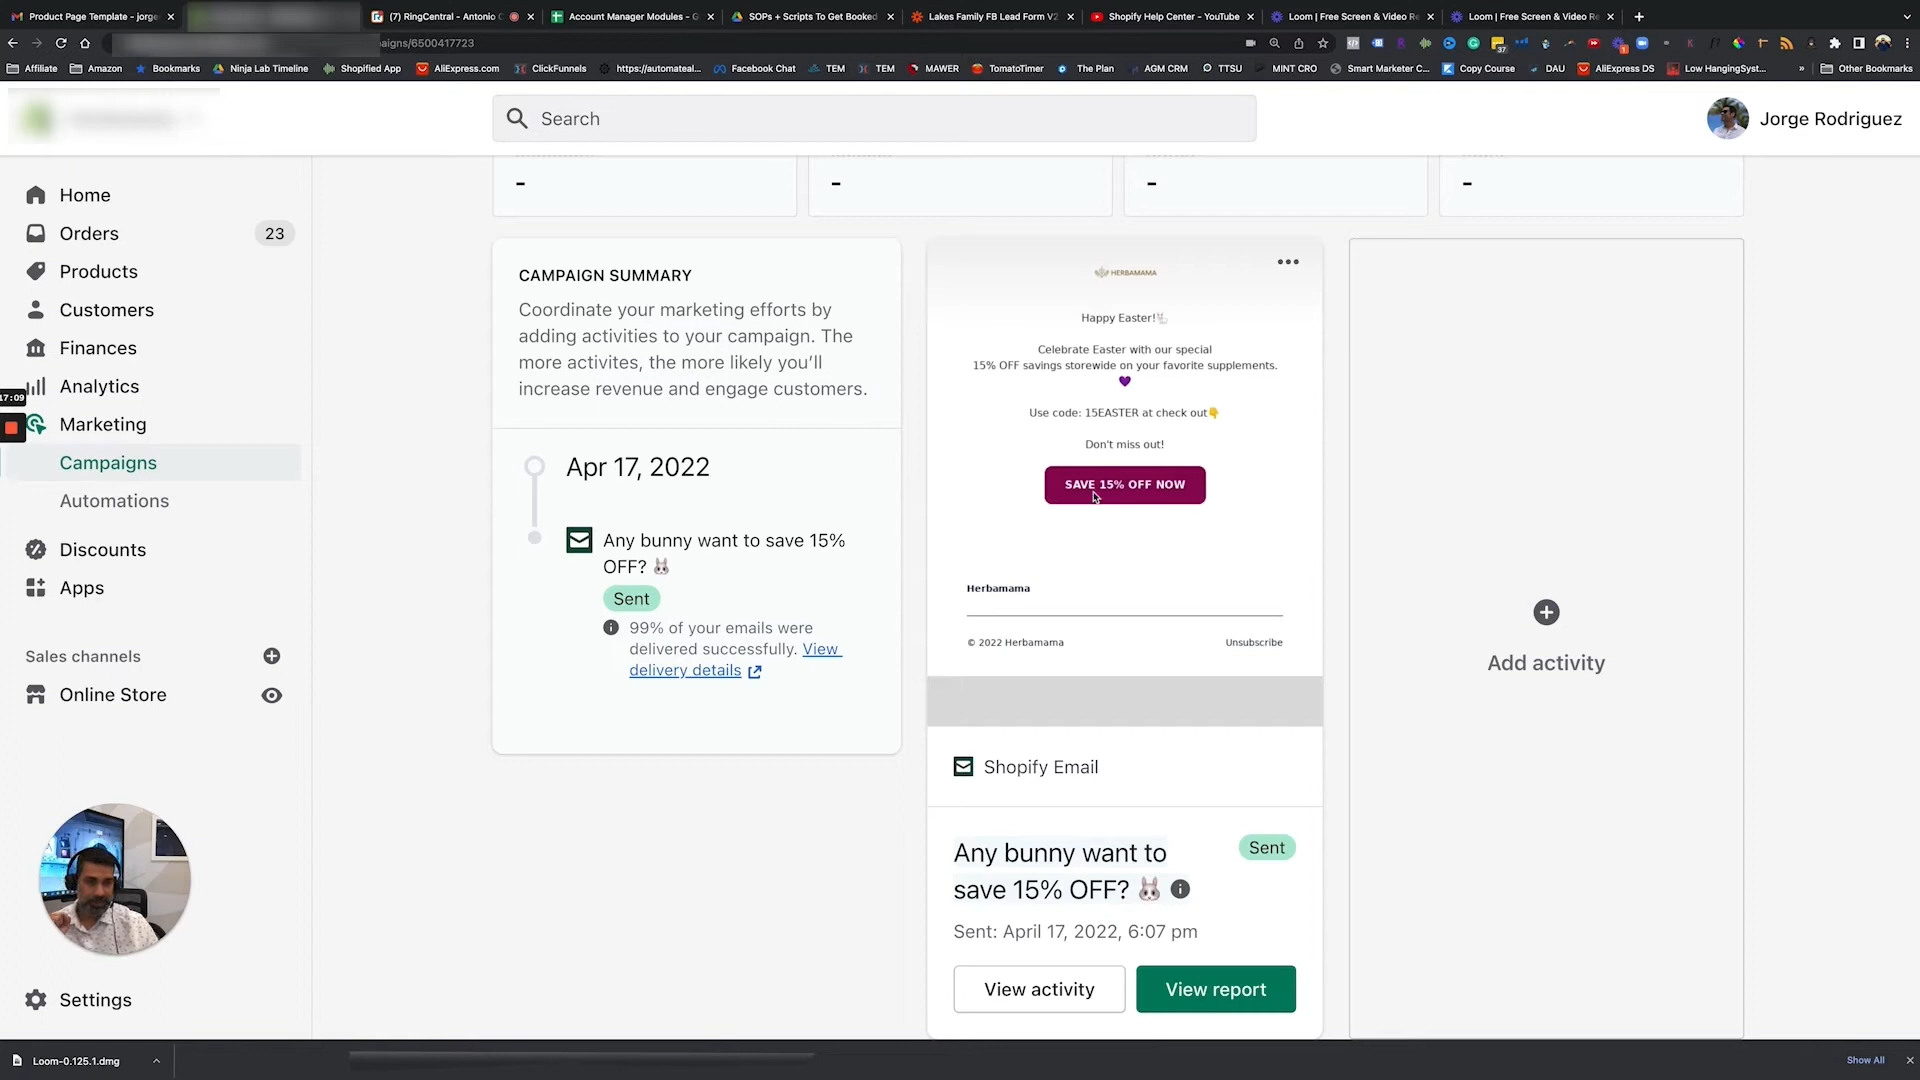 Product Page Template - jorge
(7) RingCentral - Antonio C
Account Manager Modules - G
SOPs + Scripts To Get Booked
Lakes Family FB Lead Form V2
Shopify Help Center - YouTube
Loom | Free Screen & Video Re
Loom | Free Screen & Video Re
aigns/6500417723
37
Affiliate
Amazon
Bookmarks
Ninja Lab Timeline
Shopified App
AliExpress.com
ClickFunnels
https://automateal...
Facebook Chat
TEM
TEM
MAWER
TomatoTimer
The Plan
AGM CRM
TTSU
MINT CRO
Smart Marketer C...
Copy Course
DAU
AliExpress DS
Low HangingSyst...
»
Other Bookmarks
Search
Jorge Rodriguez
Home
Orders
23
Products
Customers
Finances
Analytics
17:09
Marketing
Campaigns
Automations
Discounts
Apps
Sales channels
Online Store
Settings
-
-
-
-
CAMPAIGN SUMMARY
Coordinate your marketing efforts by
adding activities to your campaign. The
more activites, the more likely you'll
increase revenue and engage customers.
Apr 17, 2022
Any bunny want to save 15%
OFF? 🐰
Sent
99% of your emails were
delivered successfully. View
delivery details
HERBAMAMA
Happy Easter!🐇
Celebrate Easter with our special
15% OFF savings storewide on your favorite supplements.
💜
Use code: 15EASTER at check out👇
Don't miss out!
SAVE 15% OFF NOW
Herbamama
© 2022 Herbamama
Unsubscribe
Shopify Email
Any bunny want to
save 15% OFF? 🐰
Sent
Sent: April 17, 2022, 6:07 pm
View activity
View report
Add activity
Loom-0.125.1.dmg
Show All